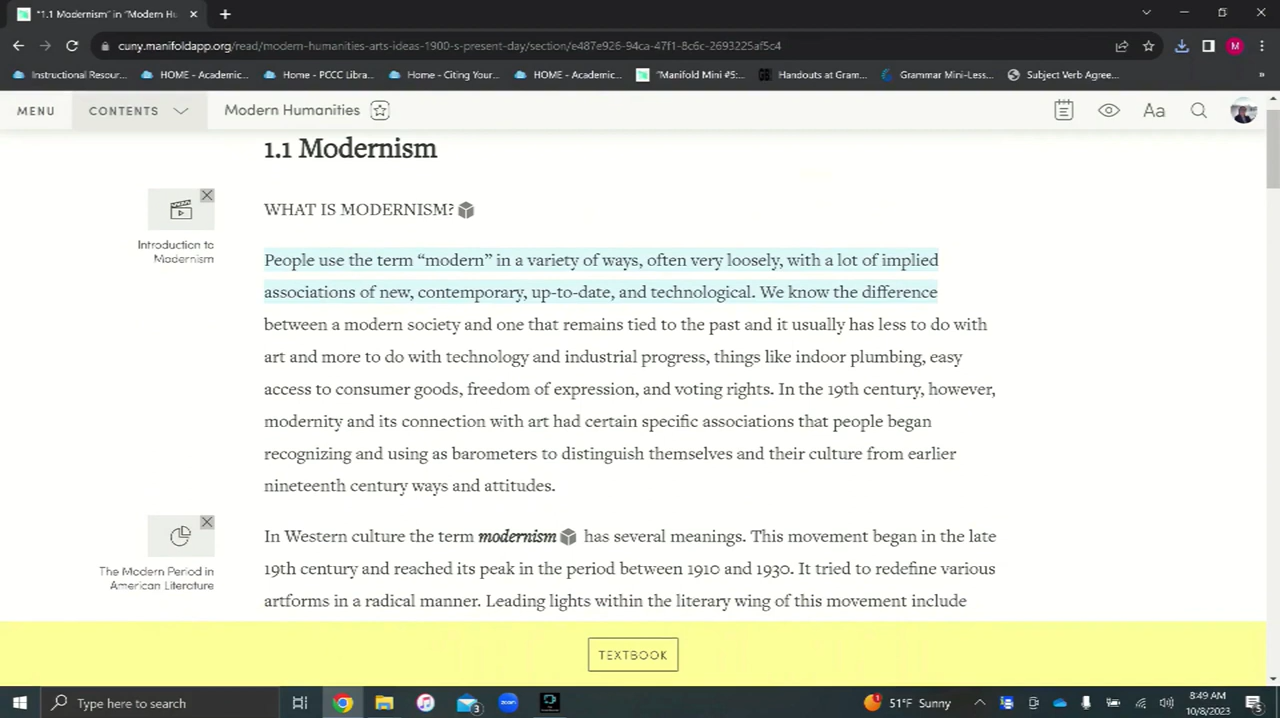 "1.1 Modernism" in "Modern Hu
cuny.manifoldapp.org/read/modern-humanities-arts-ideas-1900-s-present-day/section/e487e926-94ca-47f1-8c6c-2693225af5c4
M
Instructional Resour... HOME - Academic... Home - PCCC Libra... Home - Citing Your... HOME - Academic... "Manifold Mini #5:... Handouts at Gram... Grammar Mini-Less... Subject Verb Agree... »
MENU CONTENTS Modern Humanities Aa
1.1 Modernism
WHAT IS MODERNISM?
Introduction to
Modernism
People use the term “modern” in a variety of ways, often very loosely, with a lot of implied
associations of new, contemporary, up-to-date, and technological. We know the difference
between a modern society and one that remains tied to the past and it usually has less to do with
art and more to do with technology and industrial progress, things like indoor plumbing, easy
access to consumer goods, freedom of expression, and voting rights. In the 19th century, however,
modernity and its connection with art had certain specific associations that people began
recognizing and using as barometers to distinguish themselves and their culture from earlier
nineteenth century ways and attitudes.
The Modern Period in
American Literature
In Western culture the term modernism has several meanings. This movement began in the late
19th century and reached its peak in the period between 1910 and 1930. It tried to redefine various
artforms in a radical manner. Leading lights within the literary wing of this movement include
TEXTBOOK
Type here to search
3
zoom
1
51°F Sunny
8:49 AM
10/8/2023
3